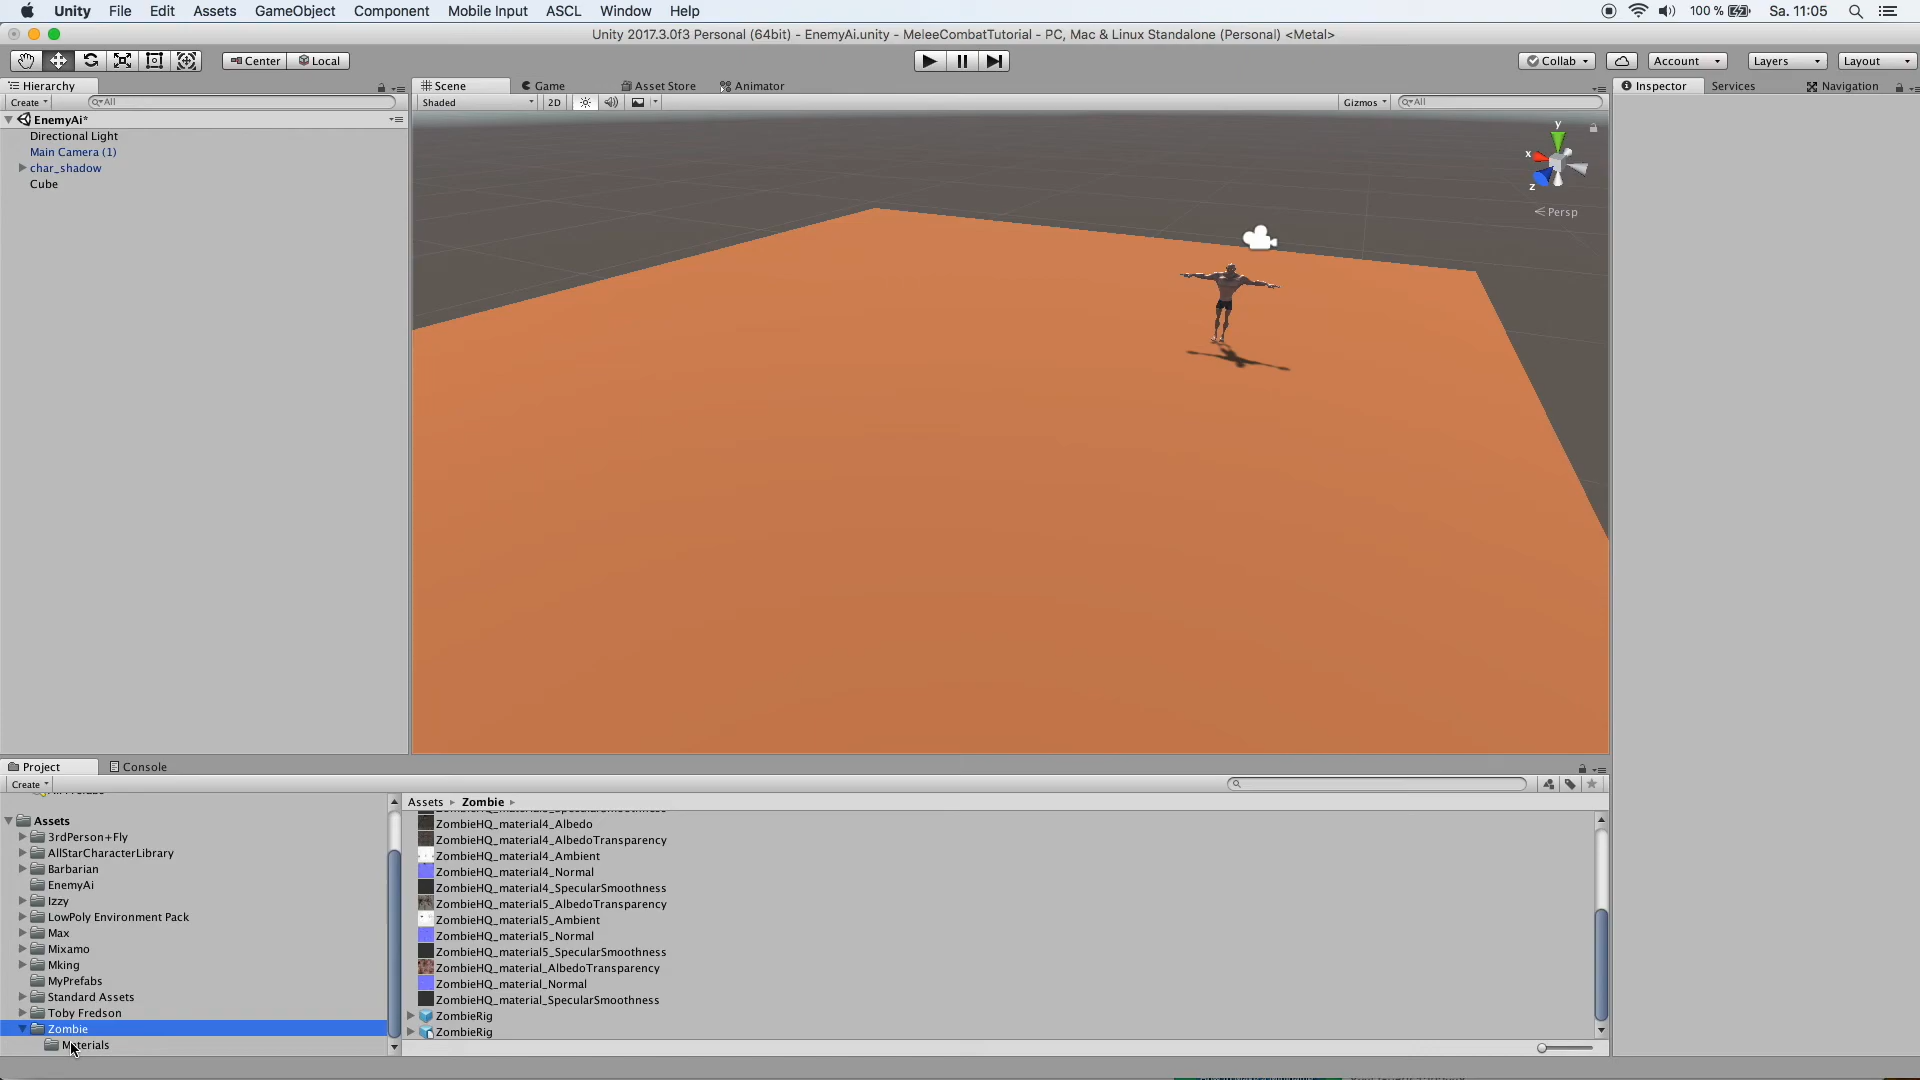 Unity File Edit Assets GameObject Component Mobile Input ASCL Window Help 100 % Sa. 11:05
Unity 2017.3.0f3 Personal (64bit) - EnemyAi.unity - MeleeCombatTutorial - PC, Mac & Linux Standalone (Personal) <Metal>
Center Local Collab Account Layers Layout
Hierarchy Scene Game Asset Store Animator Inspector Services Navigation
Create All Shaded 2D Gizmos All
EnemyAi*
Directional Light
Main Camera (1)
char_shadow
Cube
y
x
z
Persp
Project Console
Create
Assets Zombie
Assets
3rdPerson+Fly
AllStarCharacterLibrary
Barbarian
EnemyAi
Izzy
LowPoly Environment Pack
Max
Mixamo
Mking
MyPrefabs
Standard Assets
Toby Fredson
Zombie
Materials
ZombieHQ_material4_Albedo
ZombieHQ_material4_AlbedoTransparency
ZombieHQ_material4_Ambient
ZombieHQ_material4_Normal
ZombieHQ_material4_SpecularSmoothness
ZombieHQ_material5_AlbedoTransparency
ZombieHQ_material5_Ambient
ZombieHQ_material5_Normal
ZombieHQ_material5_SpecularSmoothness
ZombieHQ_material_AlbedoTransparency
ZombieHQ_material_Normal
ZombieHQ_material_SpecularSmoothness
ZombieRig
ZombieRig